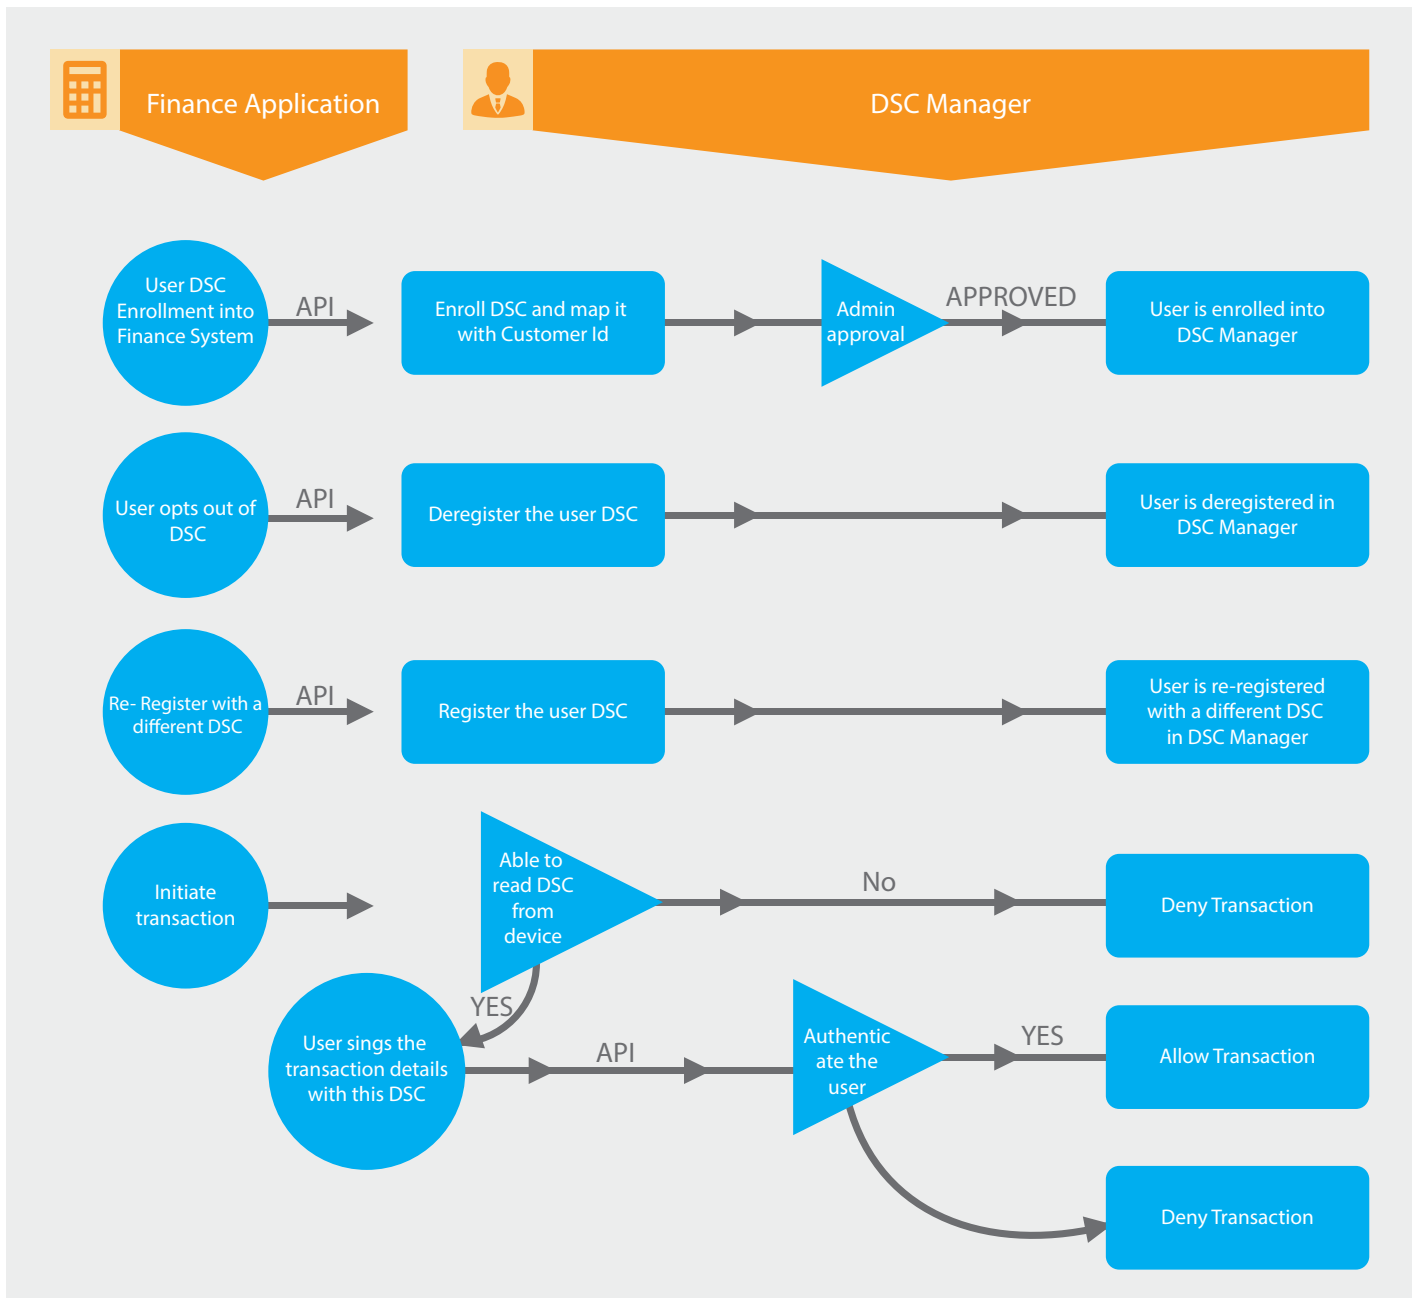 Finance Application
DSC Manager
User DSC
Enrollment into
Finance System
API
Enroll DSC and map it
with Customer Id
Admin
approval
APPROVED
User is enrolled into
DSC Manager
User opts out of
DSC
API
Deregister the user DSC
User is deregistered in
DSC Manager
Re- Register with a
different DSC
API
Register the user DSC
User is re-registered
with a different DSC
in DSC Manager
Initiate
transaction
Able to
read DSC
from
device
No
Deny Transaction
YES
User sings the
transaction details
with this DSC
API
Authentic
ate the
user
YES
Allow Transaction
Deny Transaction